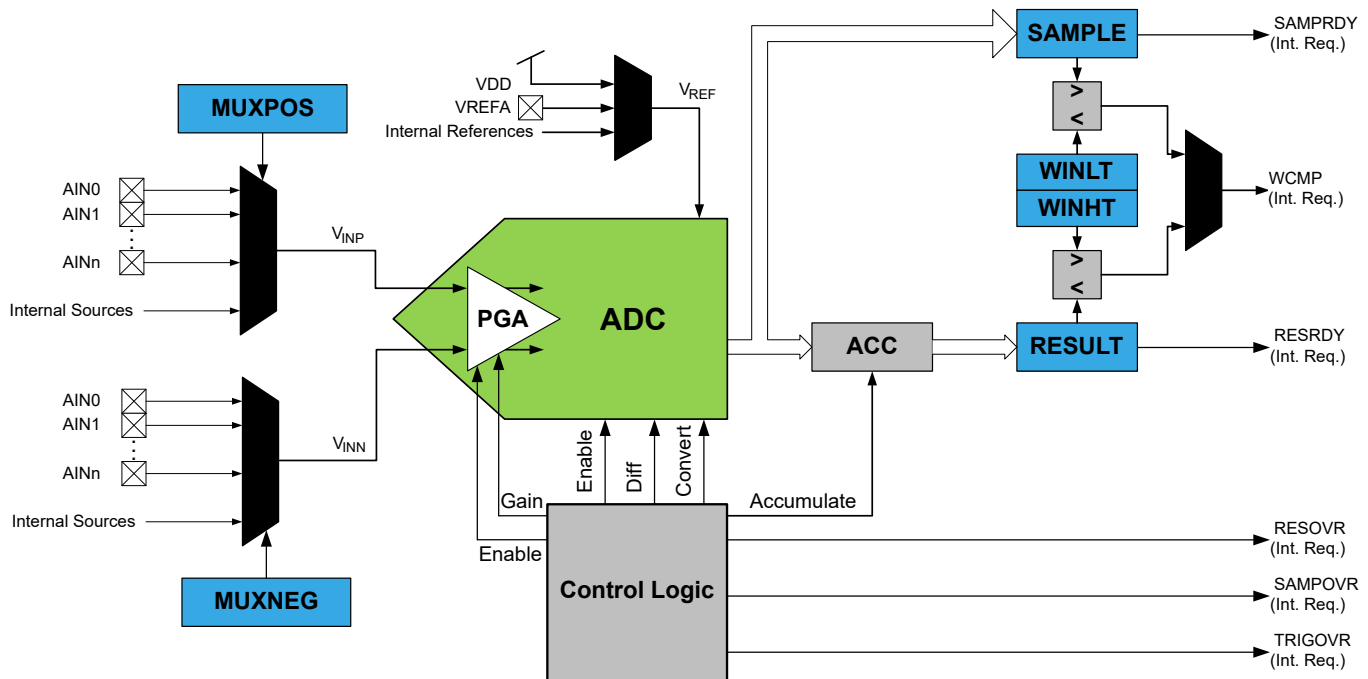 SAMPLE
SAMPRDY
(Int. Req.)
VDD
VREFA
Internal References
VREF
MUXPOS
>
<
WINLT
WINHT
>
<
WCMP
(Int. Req.)
AIN0
AIN1
AINn
Internal Sources
VINP
PGA
ADC
ACC
RESULT
RESRDY
(Int. Req.)
AIN0
AIN1
AINn
Internal Sources
VINN
MUXNEG
Gain
Enable
Enable
Diff
Convert
Accumulate
Control Logic
RESOVR
(Int. Req.)
SAMPOVR
(Int. Req.)
TRIGOVR
(Int. Req.)